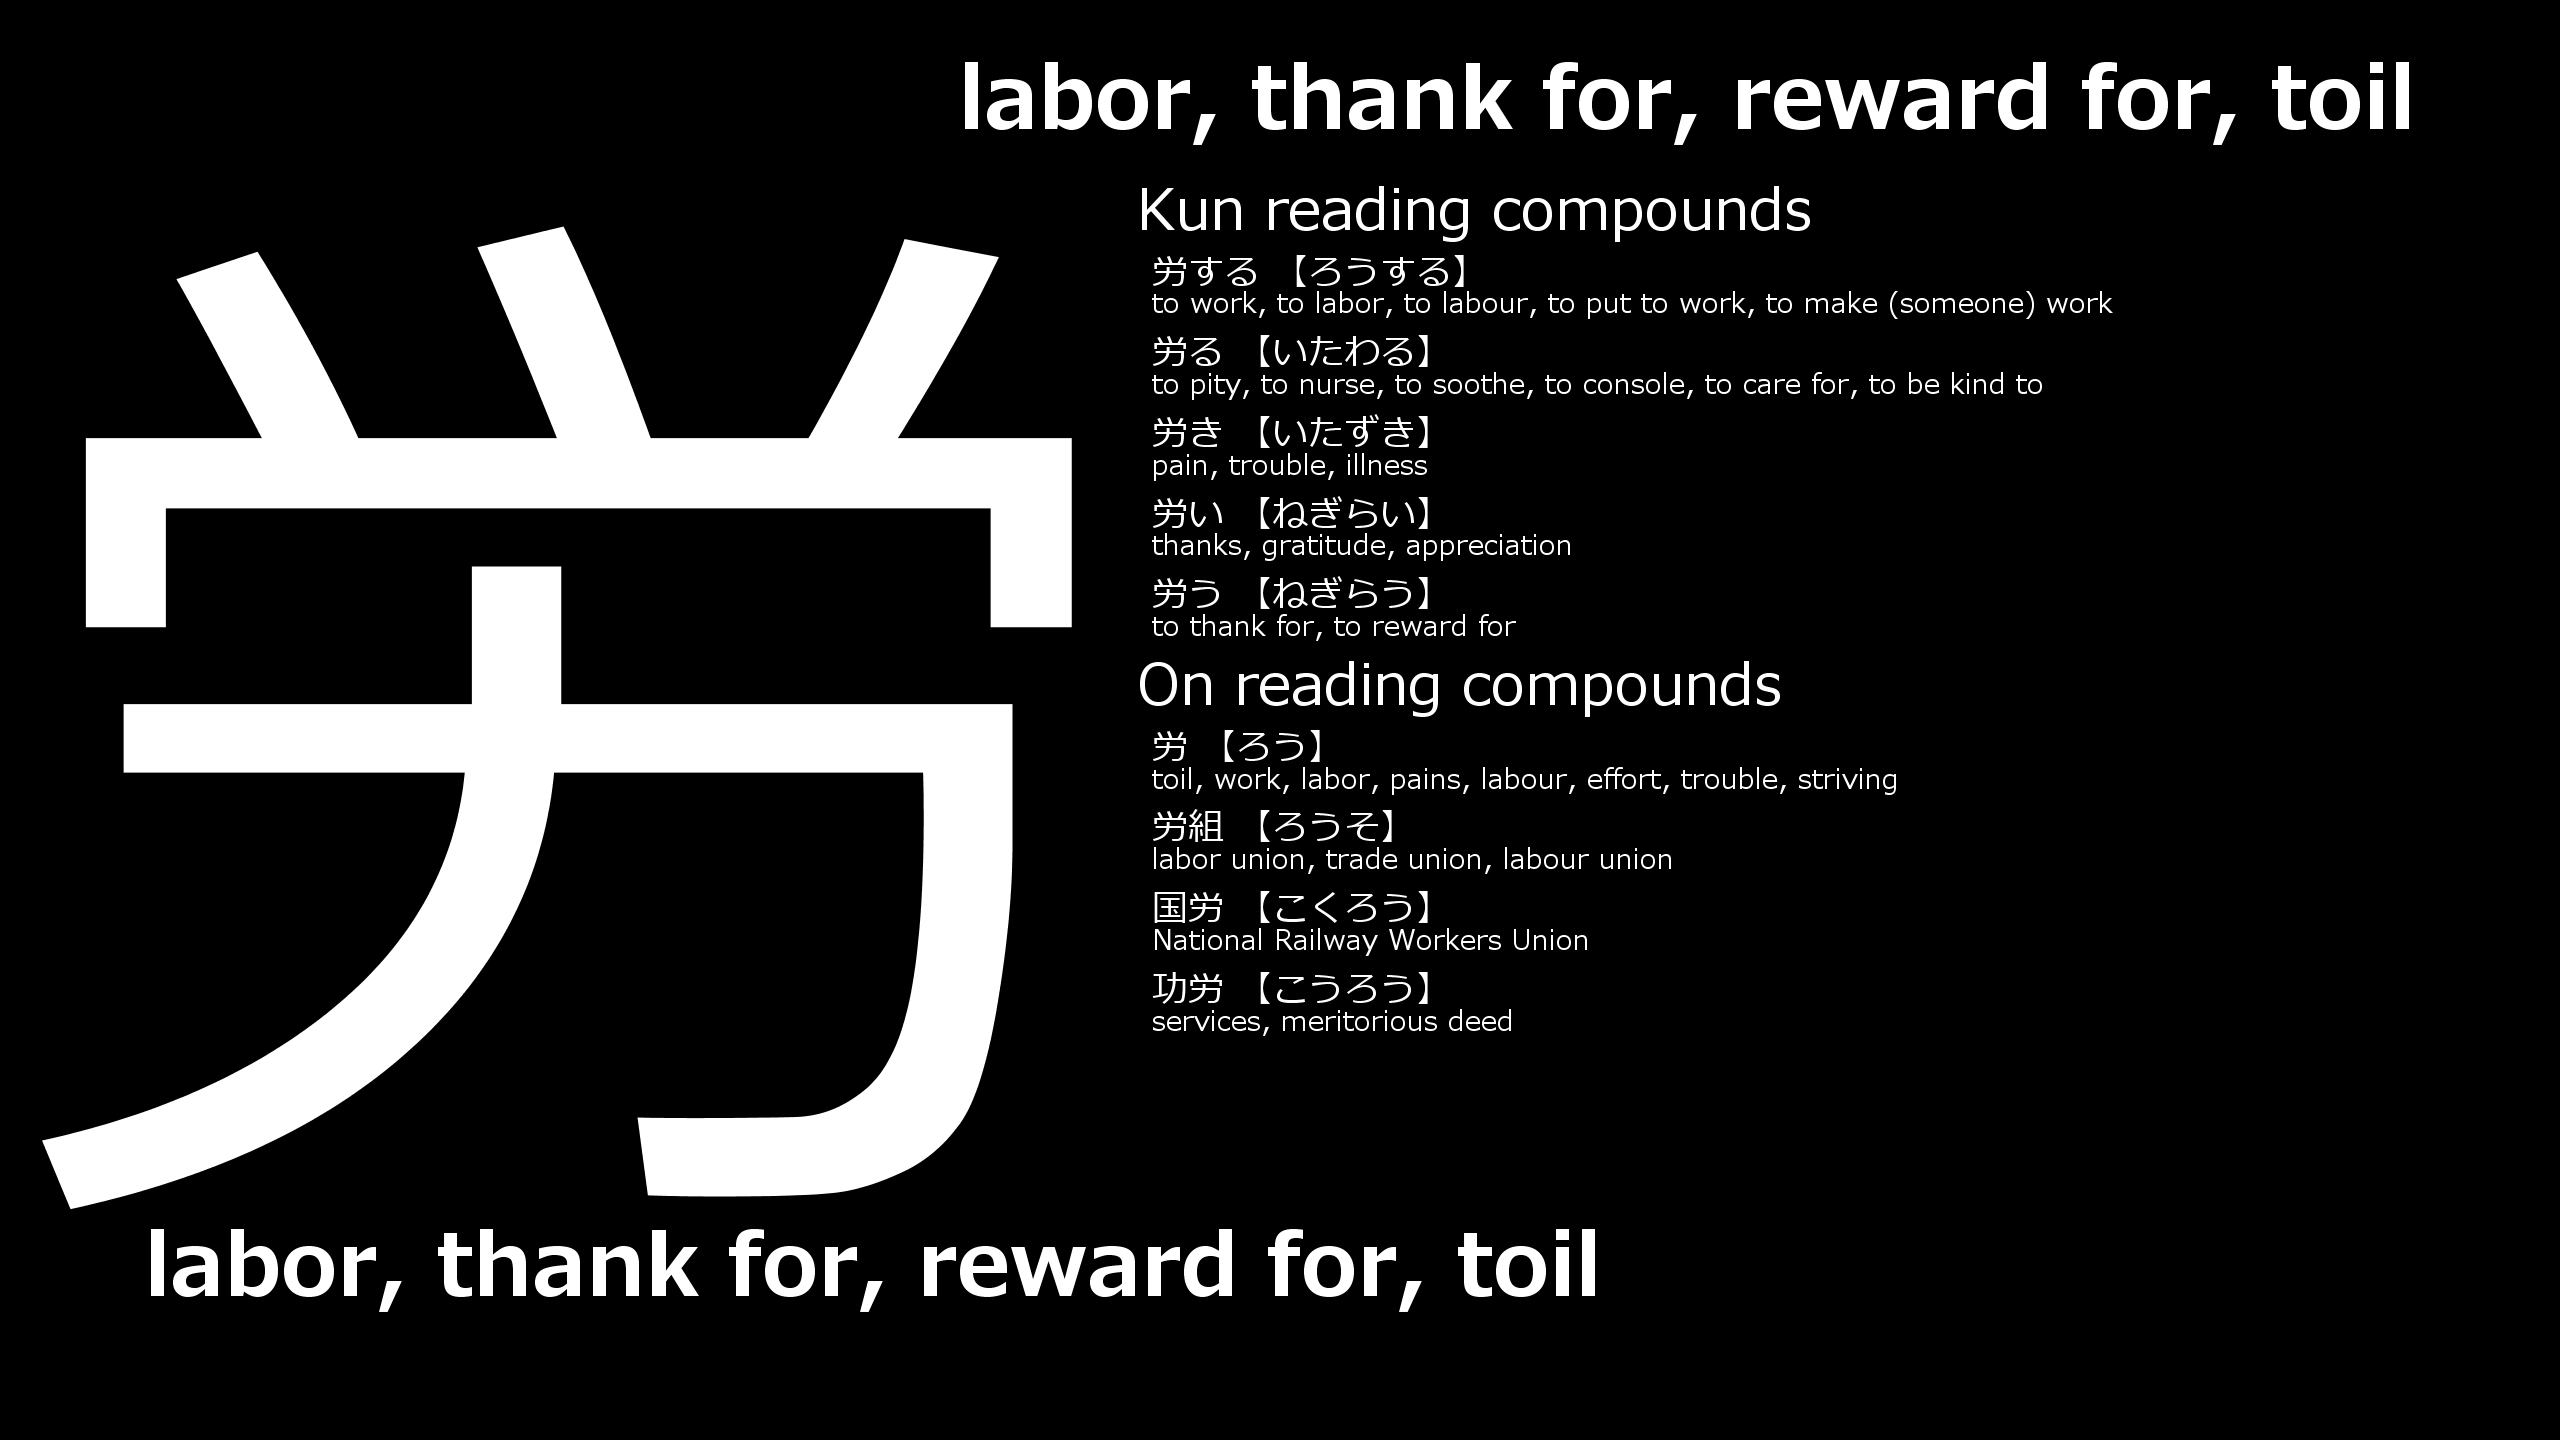 labor, thank for, reward for, toil
労
Kun reading compounds
労する 【ろうする】
to work, to labor, to labour, to put to work, to make (someone) work
労る 【いたわる】
to pity, to nurse, to soothe, to console, to care for, to be kind to
労き 【いたずき】
pain, trouble, illness
労い 【ねぎらい】
thanks, gratitude, appreciation
労う 【ねぎらう】
to thank for, to reward for
On reading compounds
労 【ろう】
toil, work, labor, pains, labour, effort, trouble, striving
労組 【ろうそ】
labor union, trade union, labour union
国労 【こくろう】
National Railway Workers Union
功労 【こうろう】
services, meritorious deed
labor, thank for, reward for, toil